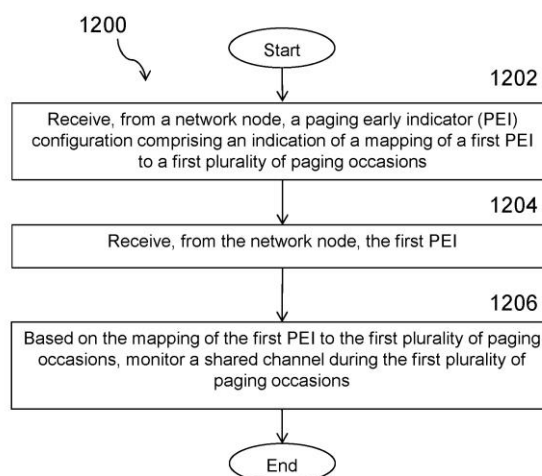 1200
Start
1202
Receive, from a network node, a paging early indicator (PEI)
configuration comprising an indication of a mapping of a first PEI
to a first plurality of paging occasions
1204
Receive, from the network node, the first PEI
1206
Based on the mapping of the first PEI to the first plurality of paging
occasions, monitor a shared channel during the first plurality of
paging occasions
End